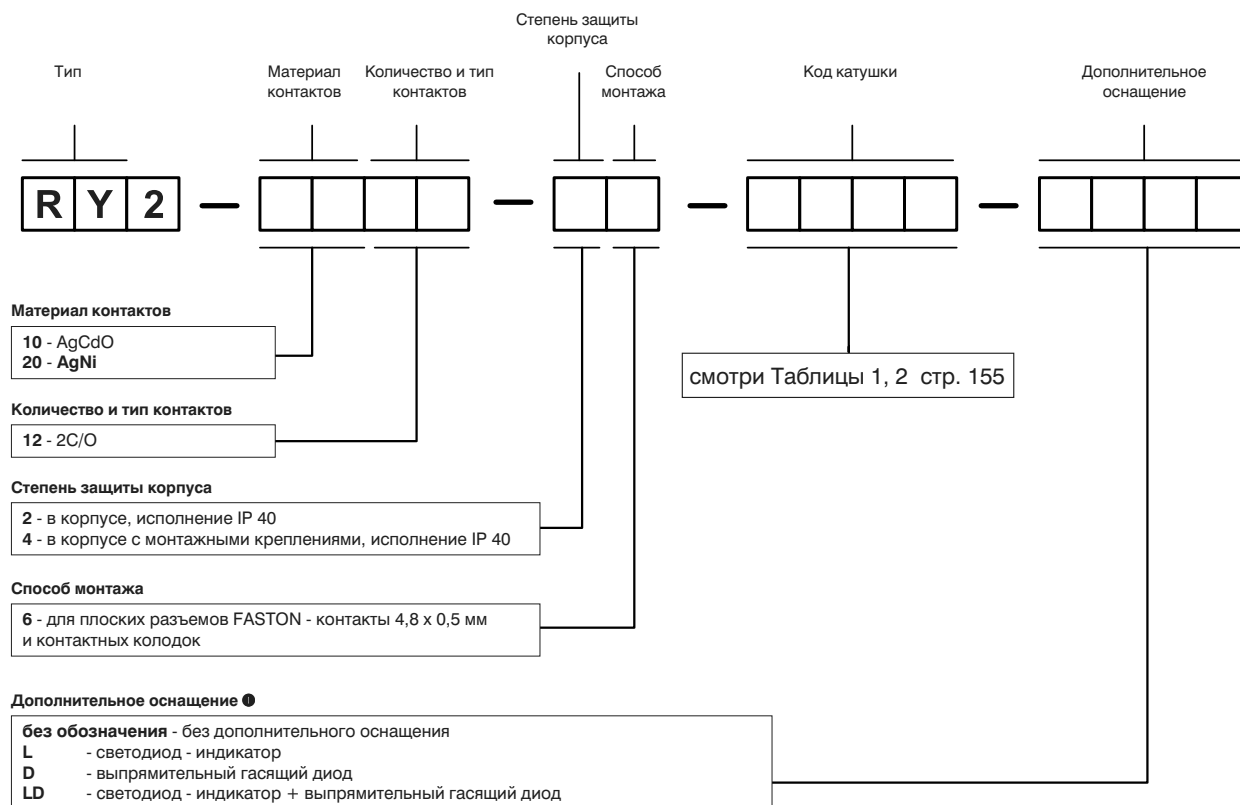 Степень защиты
корпуса
Тип
Материал
контактов
Количество и тип
контактов
Способ
монтажа
Код катушки
Дополнительное
оснащение
R Y 2 — — — —
Материал контактов
10 - AgCdO
20 - AgNi
смотри Таблицы 1, 2 стр. 155
Количество и тип контактов
12 - 2C/O
Степень защиты корпуса
2 - в корпусе, исполнение IP 40
4 - в корпусе с монтажными креплениями, исполнение IP 40
Способ монтажа
6 - для плоских разъемов FASTON - контакты 4,8 x 0,5 мм
и контактных колодок
Дополнительное оснащение ❶
без обозначения - без дополнительного оснащения
L - светодиод - индикатор
D - выпрямительный гасящий диод
LD - светодиод - индикатор + выпрямительный гасящий диод